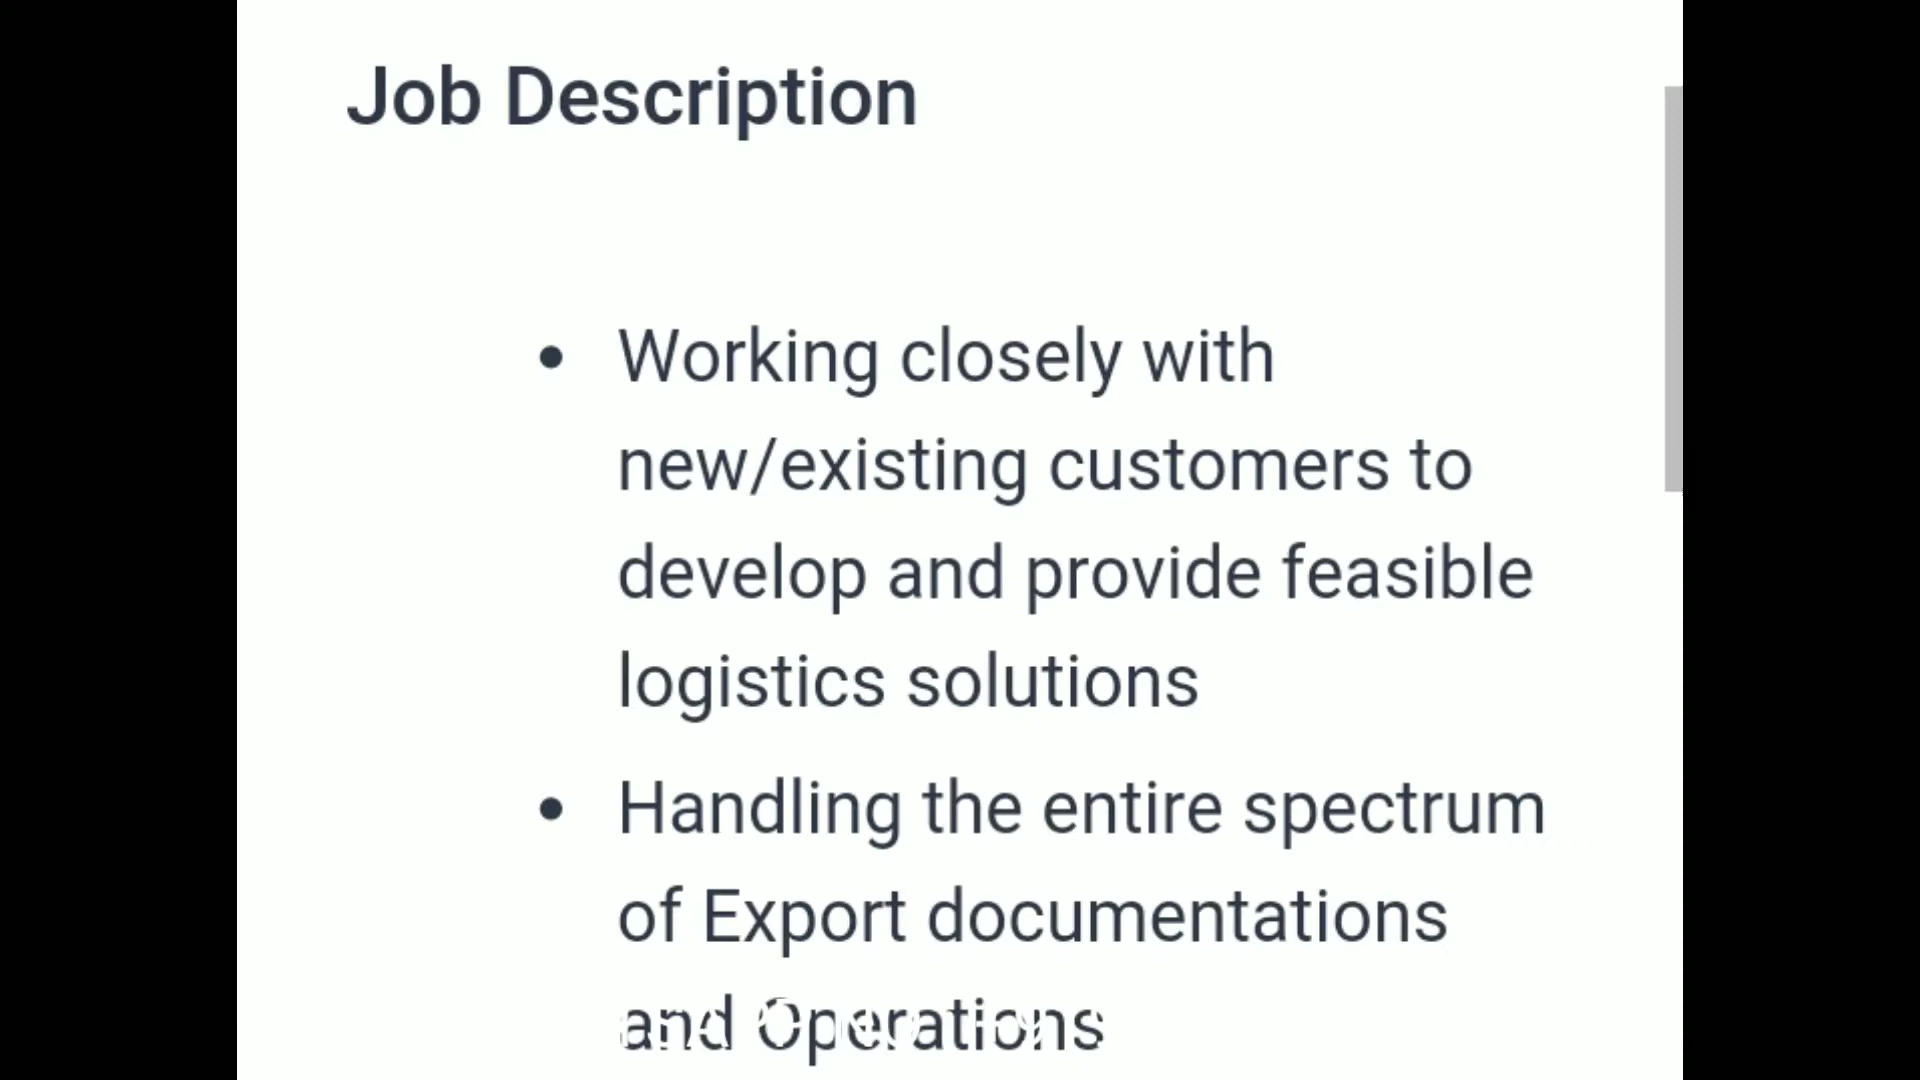 Job Description
• Working closely with
new/existing customers to
develop and provide feasible
logistics solutions
• Handling the entire spectrum
of Export documentations
and Operations